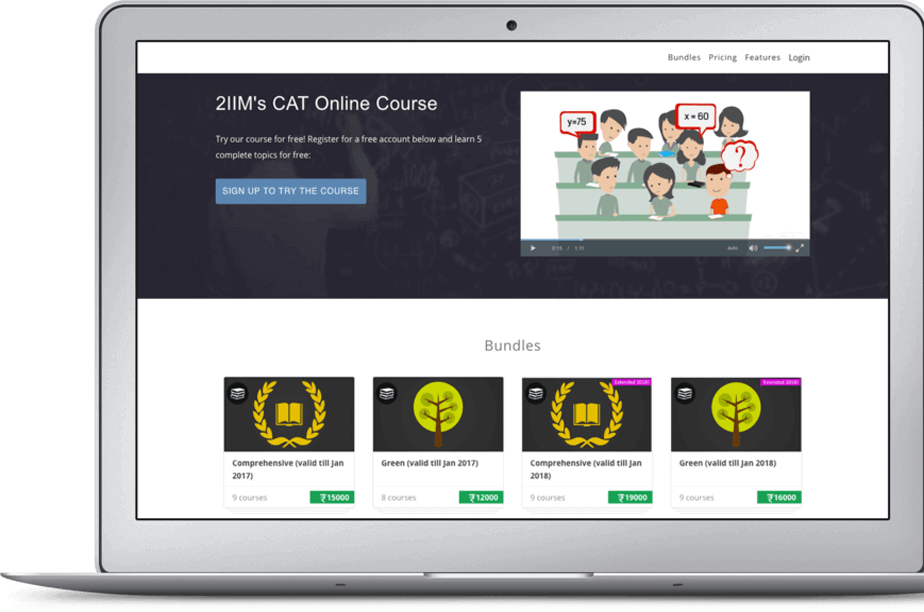 Bundles Pricing Features Login
2IIM's CAT Online Course
Try our course for free! Register for a free account below and learn 5
complete topics for free:
SIGN UP TO TRY THE COURSE
y=75
x = 60
?
0:15 / 1:11
auto
Bundles
Extended (2018)
Extended (2018)
Comprehensive (valid till Jan
2017)
9 courses
₹15000
Green (valid till Jan 2017)
8 courses
₹12000
Comprehensive (valid till Jan
2018)
9 courses
₹19000
Green (valid till Jan 2018)
9 courses
₹16000